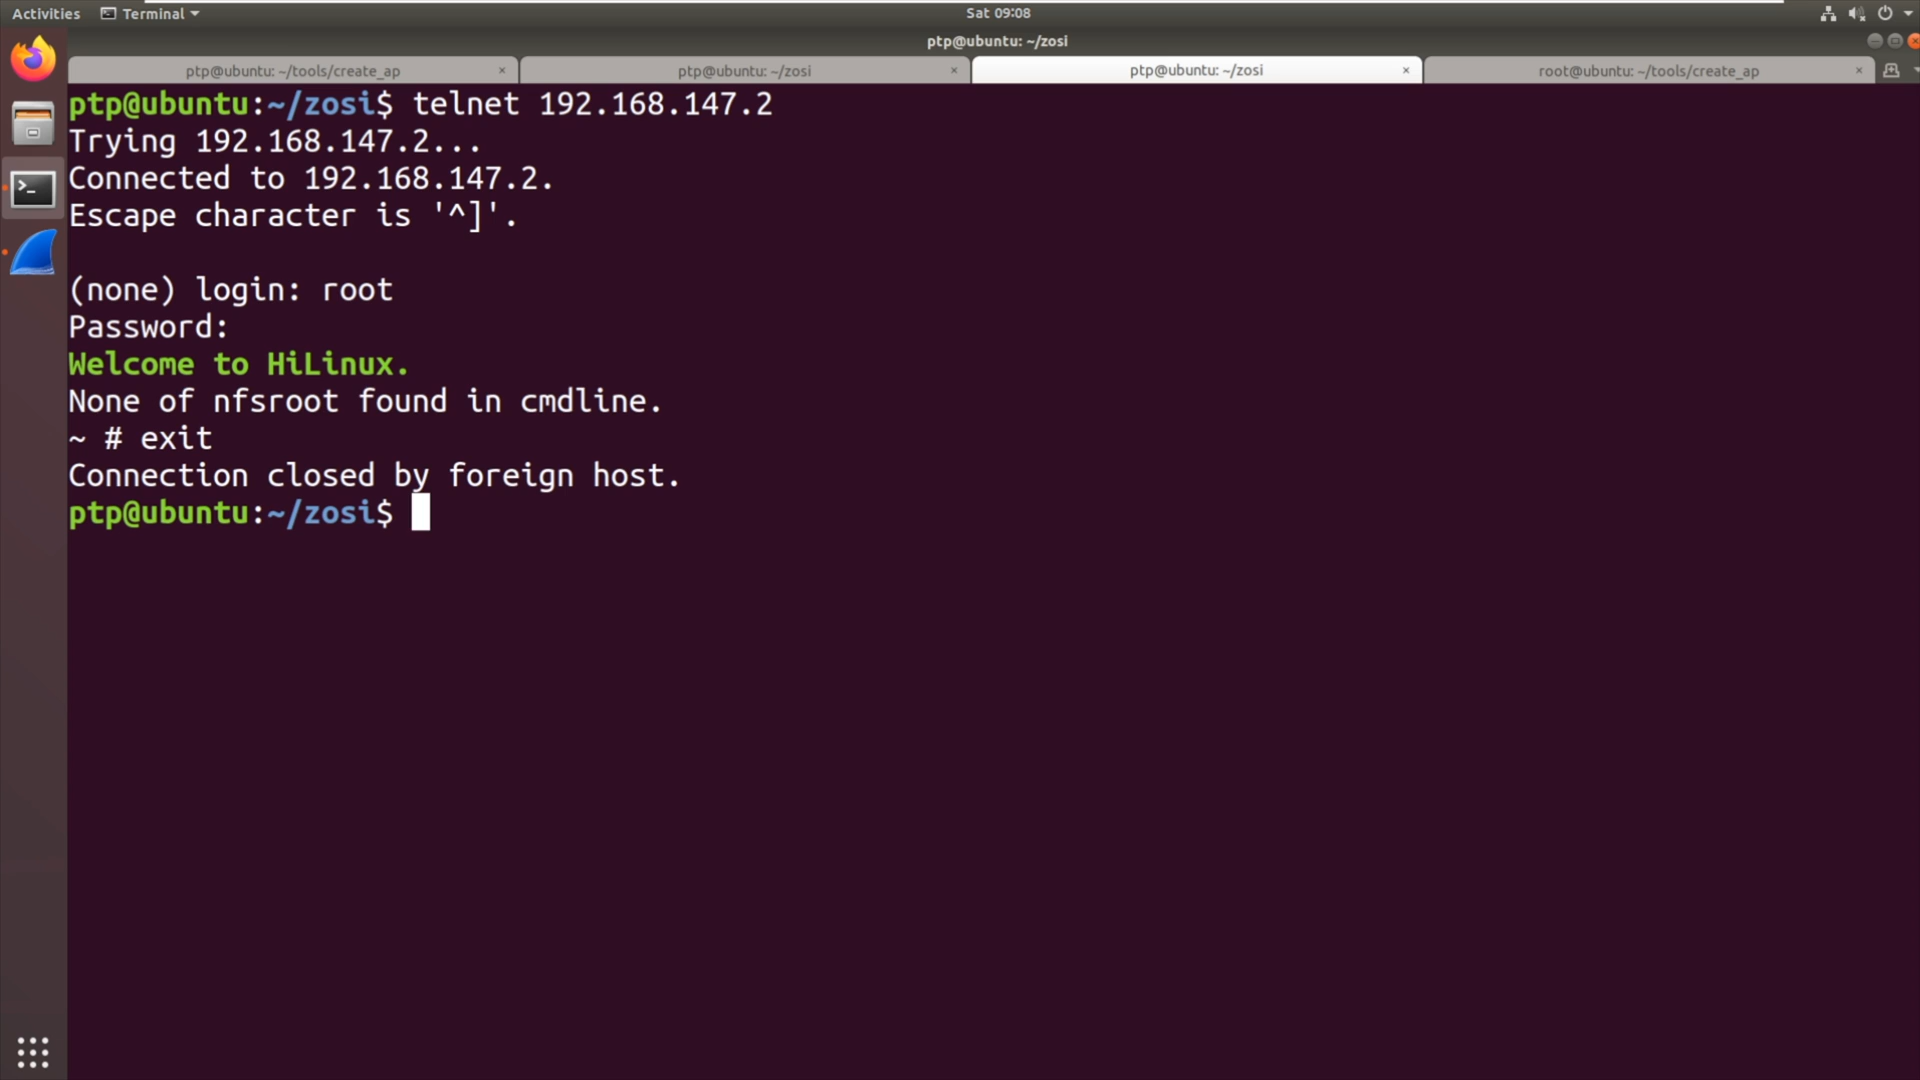 Activities
Terminal
Sat 09:08
ptp@ubuntu: ~/zosi
ptp@ubuntu: ~/tools/create_ap
ptp@ubuntu: ~/zosi
ptp@ubuntu: ~/zosi
root@ubuntu: ~/tools/create_ap
ptp@ubuntu:~/zosi$ telnet 192.168.147.2
Trying 192.168.147.2...
Connected to 192.168.147.2.
Escape character is '^]'.
(none) login: root
Password:
Welcome to HiLinux.
None of nfsroot found in cmdline.
~ # exit
Connection closed by foreign host.
ptp@ubuntu:~/zosi$